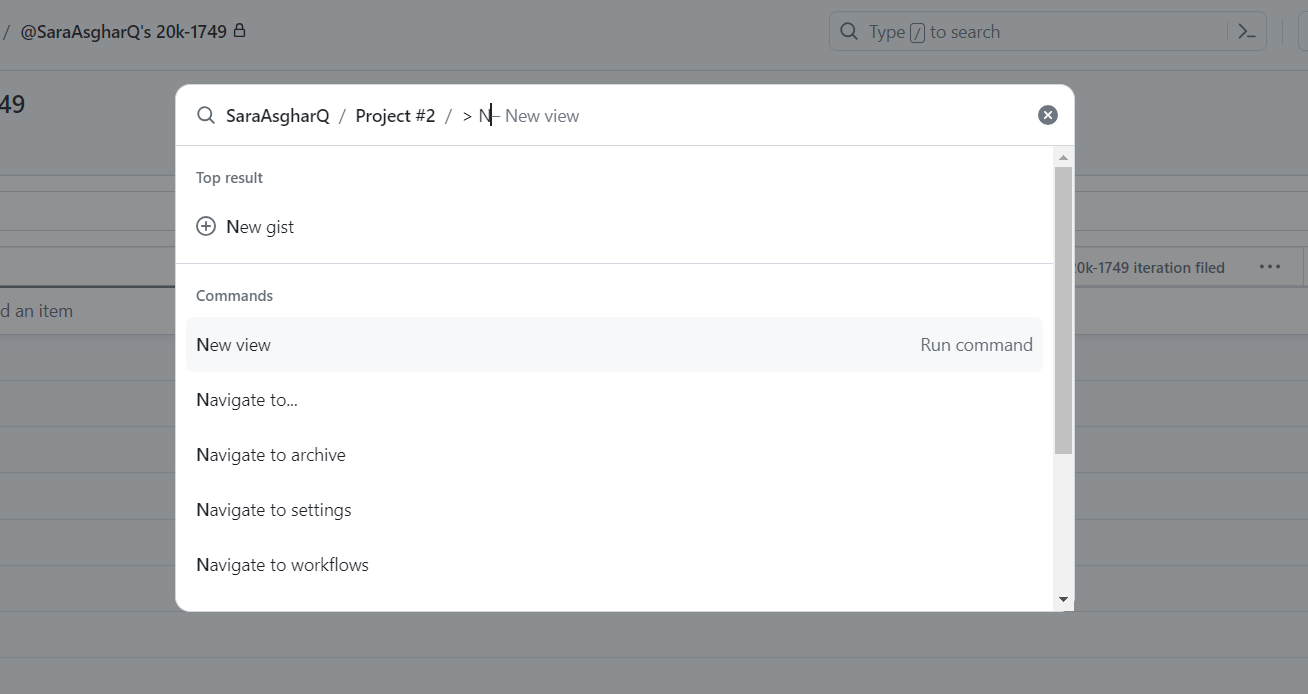 / @SaraAsgharQ's 20k-1749
Type / to search
49
SaraAsgharQ / Project #2 / > N – New view
Top result
New gist
20k-1749 iteration filed
Commands
d an item
New view Run command
Navigate to...
Navigate to archive
Navigate to settings
Navigate to workflows